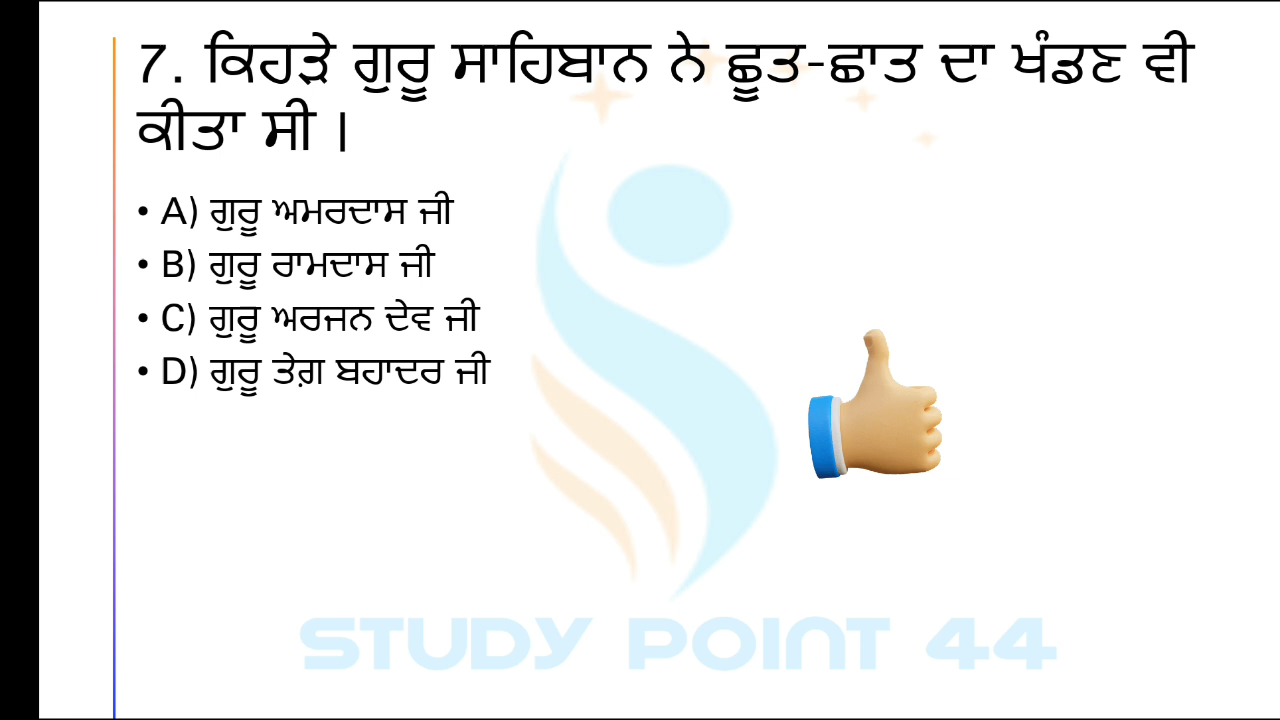 7. ਕਿਹੜੇ ਗੁਰੂ ਸਾਹਿਬਾਨ ਨੇ ਛੂਤ-ਛਾਤ ਦਾ ਖੰਡਣ ਵੀ
ਕੀਤਾ ਸੀ।
• A) ਗੁਰੂ ਅਮਰਦਾਸ ਜੀ
• B) ਗੁਰੂ ਰਾਮਦਾਸ ਜੀ
• C) ਗੁਰੂ ਅਰਜਨ ਦੇਵ ਜੀ
• D) ਗੁਰੂ ਤੇਗ਼ ਬਹਾਦਰ ਜੀ
STUDY POINT 44